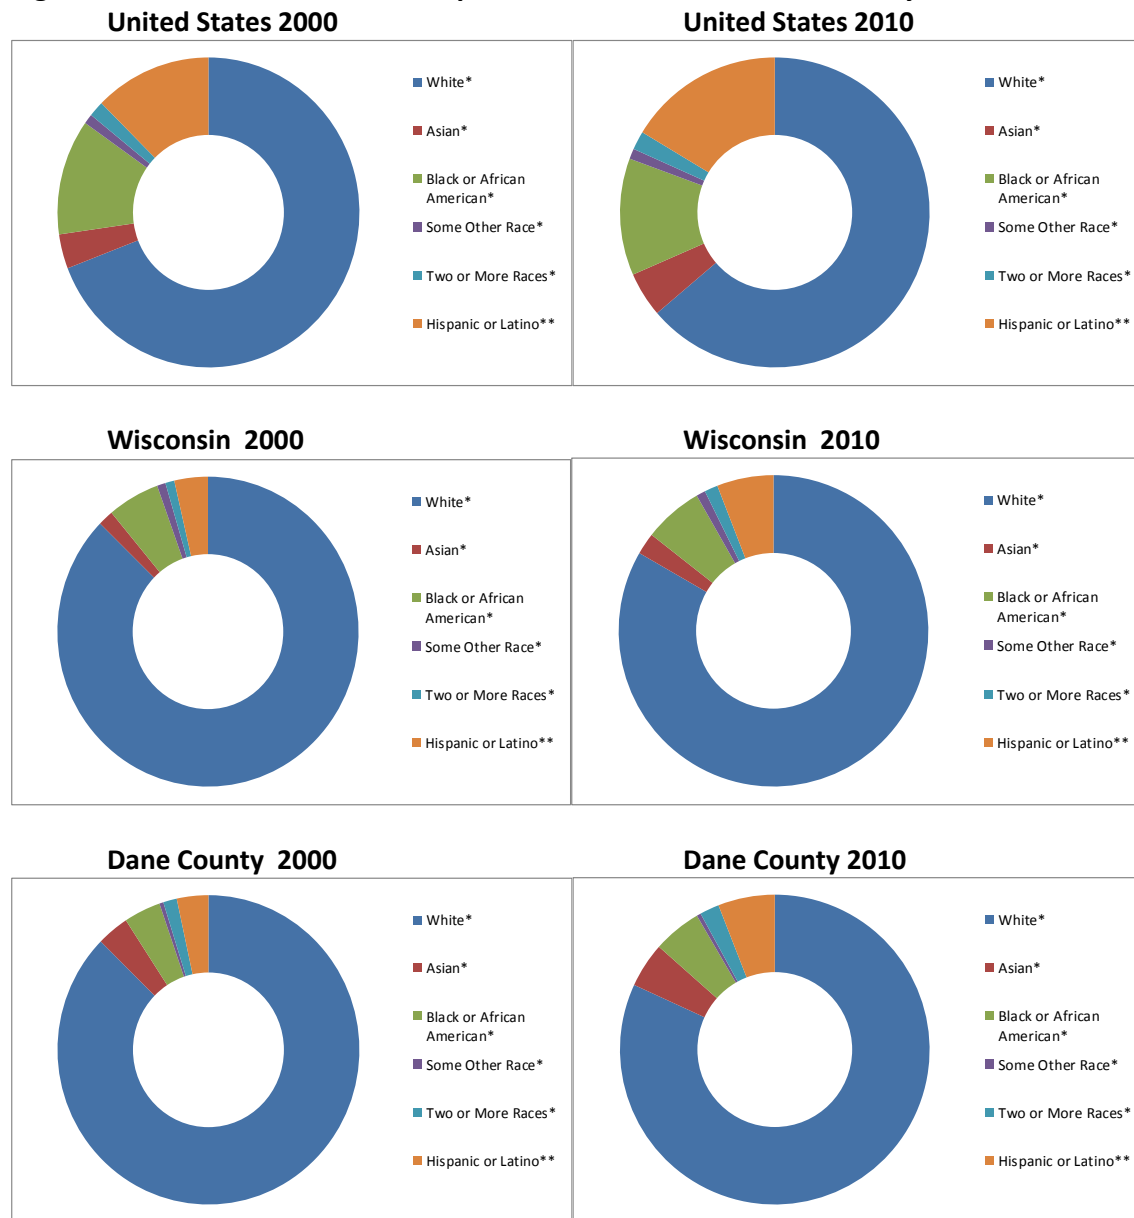 United States 2000
United States 2010
White*
Asian*
Black or African
American*
Some Other Race*
Two or More Races*
Hispanic or Latino**
White*
Asian*
Black or African
American*
Some Other Race*
Two or More Races*
Hispanic or Latino**
Wisconsin  2000
Wisconsin  2010
White*
Asian*
Black or African
American*
Some Other Race*
Two or More Races*
Hispanic or Latino**
White*
Asian*
Black or African
American*
Some Other Race*
Two or More Races*
Hispanic or Latino**
Dane County  2000
Dane County 2010
White*
Asian*
Black or African
American*
Some Other Race*
Two or More Races*
Hispanic or Latino**
White*
Asian*
Black or African
American*
Some Other Race*
Two or More Races*
Hispanic or Latino**